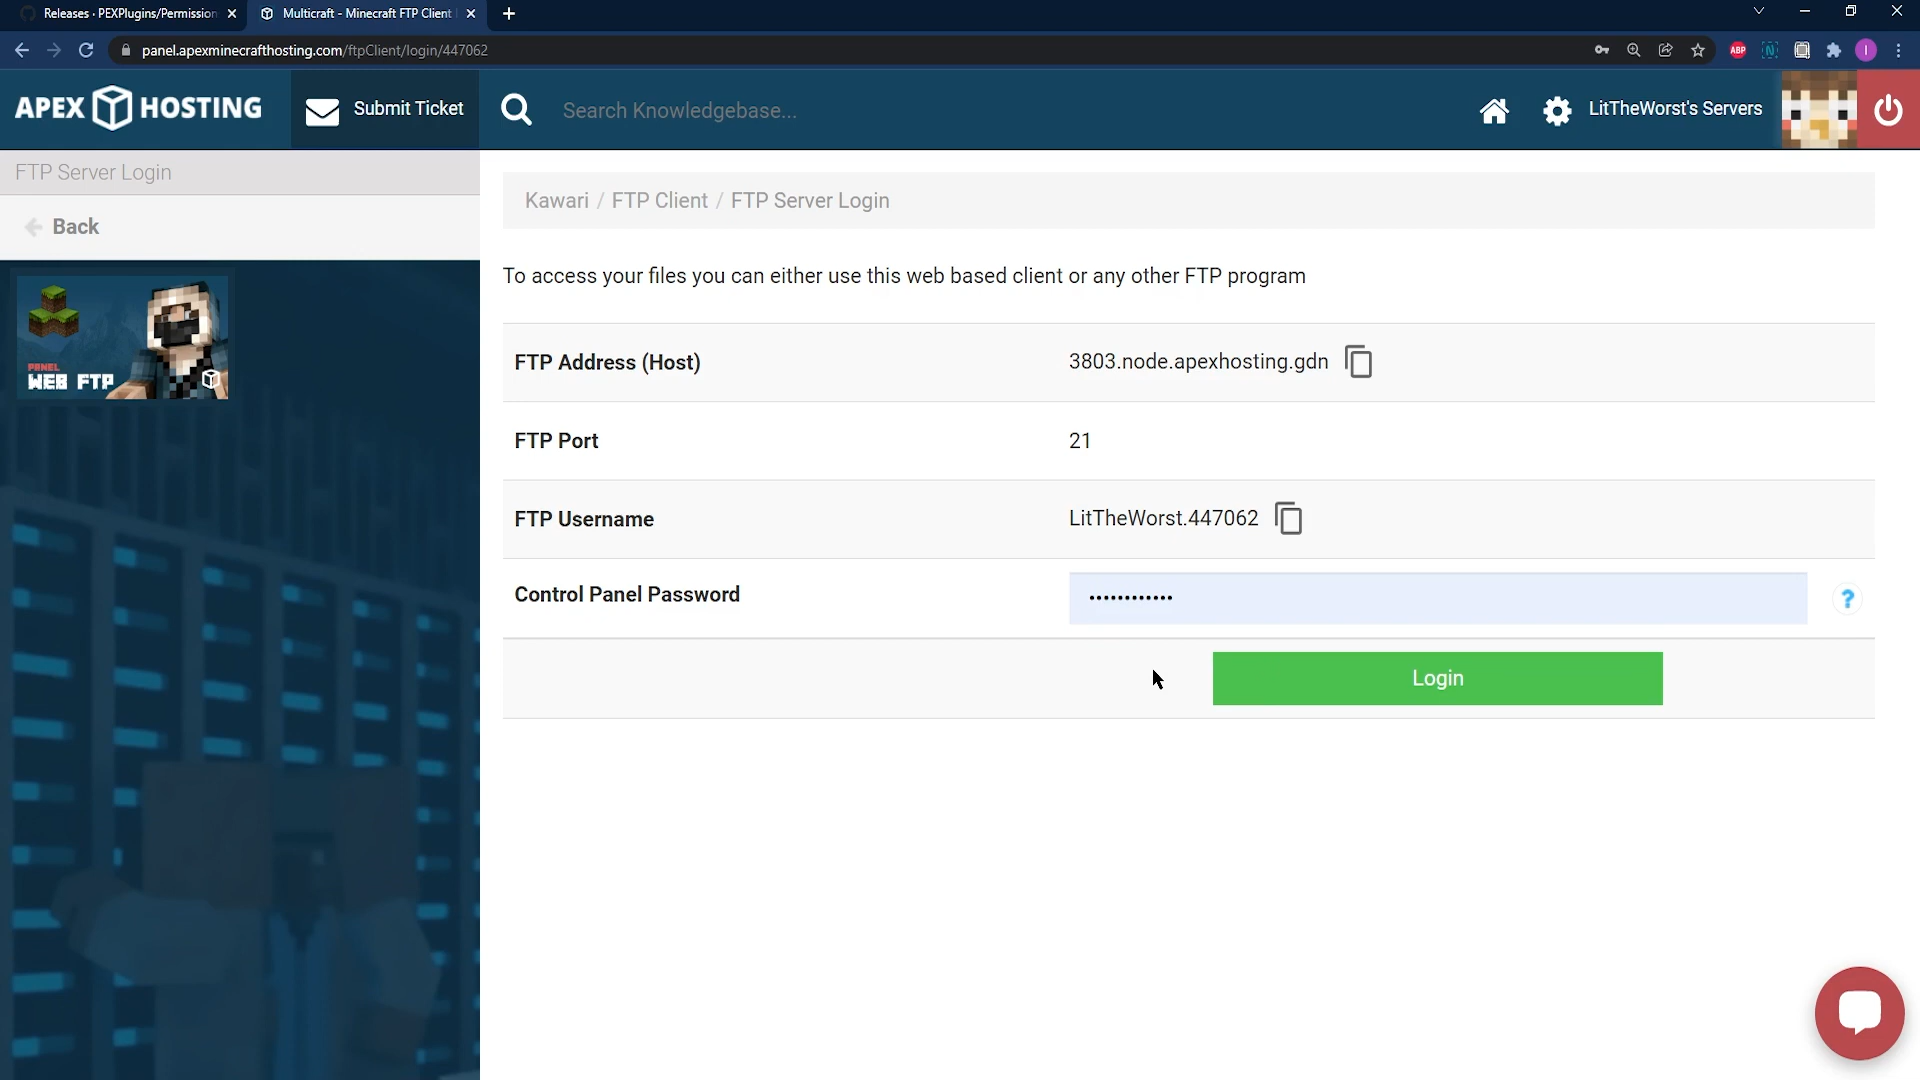 Releases · PEXPlugins/Permission
Multicraft - Minecraft FTP Client
panel.apexminecrafthosting.com/ftpClient/login/447062
ABP
N
I
APEX HOSTING
Submit Ticket
Search Knowledgebase...
LitTheWorst's Servers
FTP Server Login
Back
PANEL
WEB FTP
Kawari / FTP Client / FTP Server Login
To access your files you can either use this web based client or any other FTP program
FTP Address (Host)
3803.node.apexhosting.gdn
FTP Port
21
FTP Username
LitTheWorst.447062
Control Panel Password
••••••••••••
?
Login